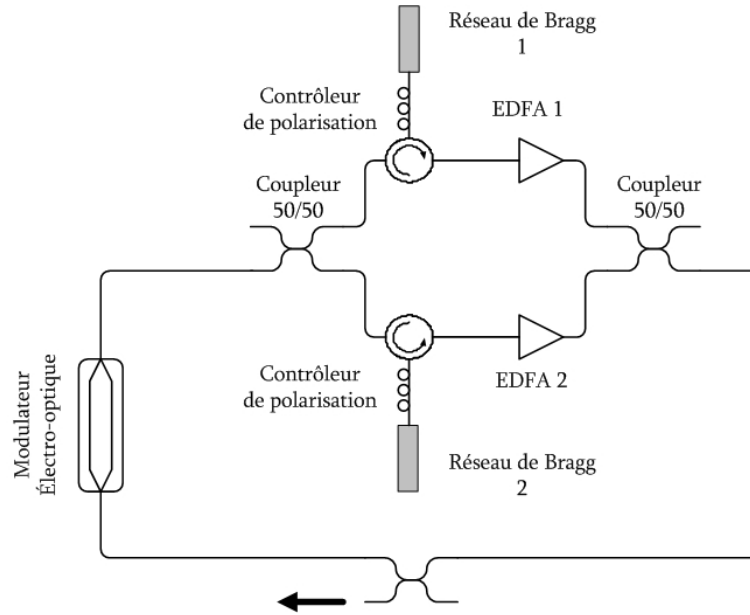 Réseau de Bragg
1
Contrôleur
de polarisation
EDFA 1
Coupleur
50/50
Coupleur
50/50
Modulateur
Électro-optique
Contrôleur
de polarisation
EDFA 2
Réseau de Bragg
2